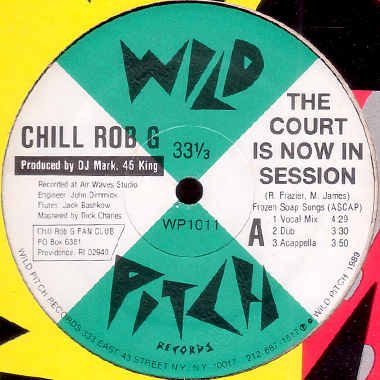 WILD
CHILL ROB G
Produced by DJ Mark. 45 King
Recorded at Air Waves Studio
Engineer: John Dimmick
Flutes: Jack Bashkow
Mastered by Dick Charles
Chill Rob G FAN CLUB
PO Box 6381
Providence, RI 02940
33⅓
WP1011
THE
COURT
IS NOW IN
SESSION
(R. Frazier, M. James)
Frozen Soap Songs (ASCAP)
A
1. Vocal Mix 4:29
2. Dub 3:30
3. Acappella 3:50
PITCH
RECORDS
WILD PITCH RECORDS 333 EAST 43 STREET NY. N.Y. 10017 212-687-1817 ℗© WILD PITCH 1989